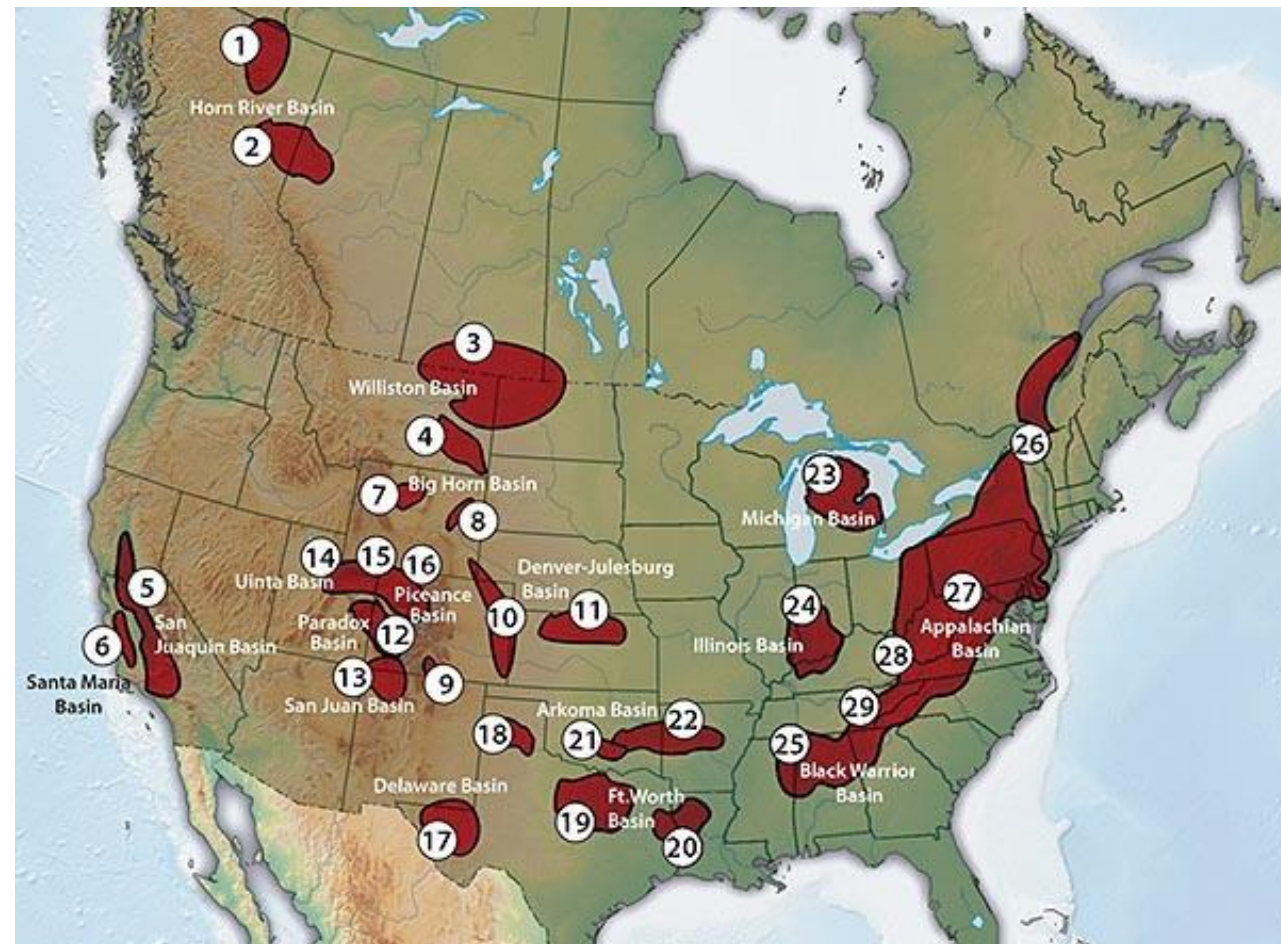 1
Horn River Basin
2
3
Williston Basin
4
7
Big Horn Basin
8
14
15
16
Uinta Basin
Piceance
Basin
Denver-Julesburg
Basin
11
10
5
San
Juaquin Basin
6
Santa Maria
Basin
Paradox
Basin
12
13
San Juan Basin
9
Arkoma Basin
18
21
22
Delaware Basin
17
19
Ft.Worth
Basin
20
23
Michigan Basin
24
Illinois Basin
26
27
Appalachian
Basin
28
29
25
Black Warrior
Basin